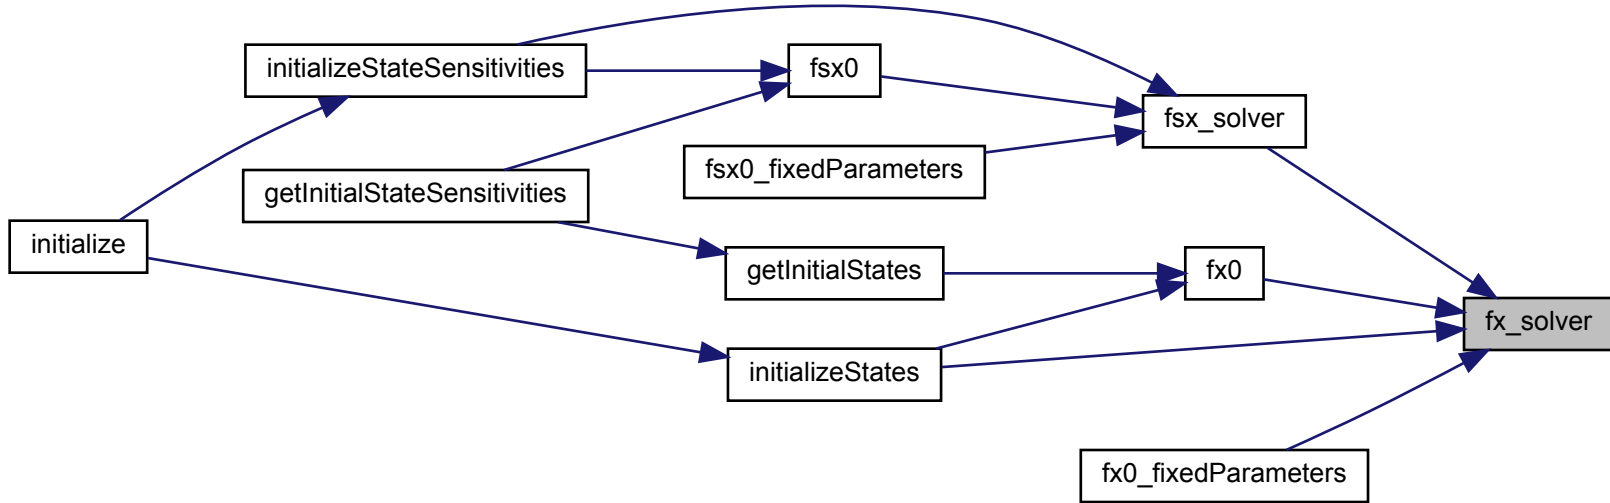 initializeStateSensitivities
fsx0
fsx_solver
fsx0_fixedParameters
getInitialStateSensitivities
initialize
getInitialStates
fx0
fx_solver
initializeStates
fx0_fixedParameters